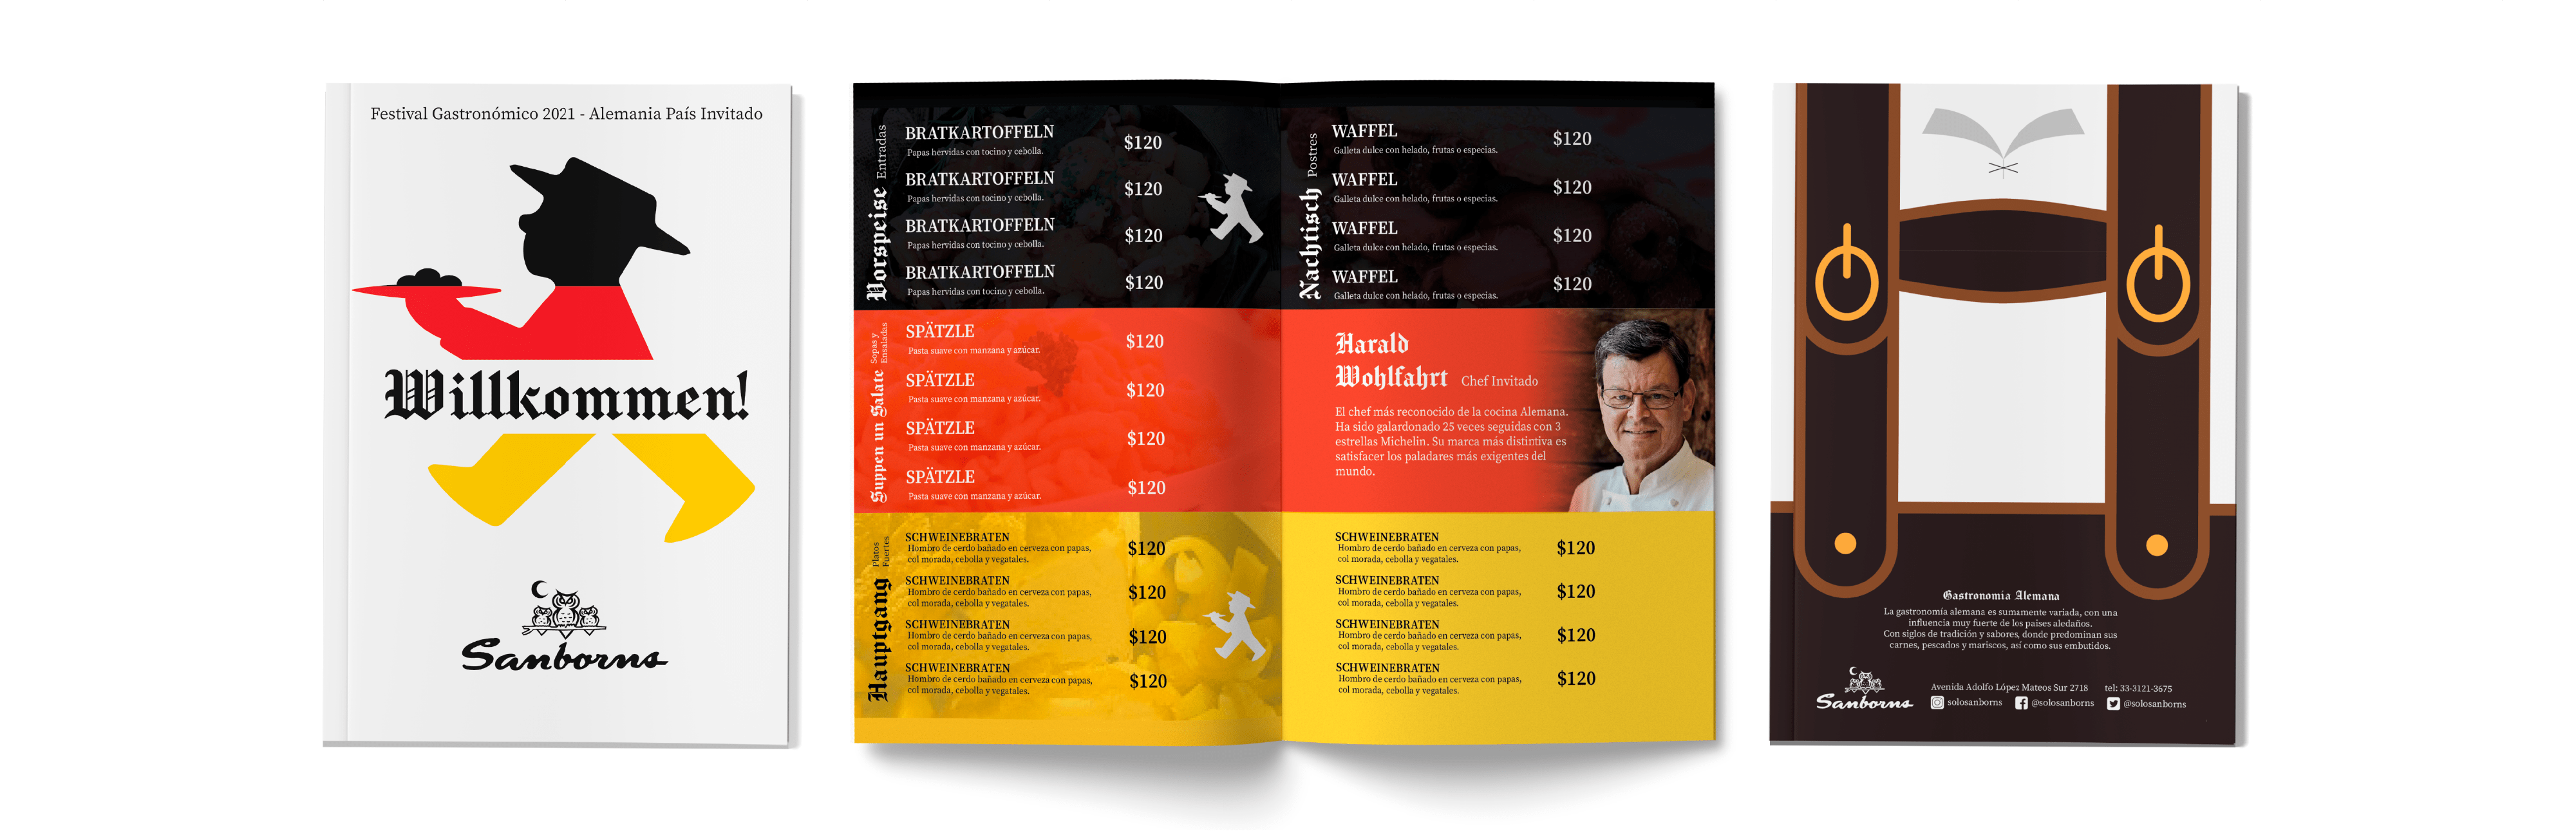 Festival Gastronómico 2021 - Alemania País Invitado
Willkommen!
Sanborns
Vorspeise Entradas
BRATKARTOFFELN $120
Papas hervidas con tocino y cebolla.
BRATKARTOFFELN $120
Papas hervidas con tocino y cebolla.
BRATKARTOFFELN $120
Papas hervidas con tocino y cebolla.
BRATKARTOFFELN $120
Papas hervidas con tocino y cebolla.
Suppen un Salate Sopas y
Ensaladas
SPÄTZLE $120
Pasta suave con manzana y azúcar.
SPÄTZLE $120
Pasta suave con manzana y azúcar.
SPÄTZLE $120
Pasta suave con manzana y azúcar.
SPÄTZLE $120
Pasta suave con manzana y azúcar.
Hauptgang Platos
Fuertes
SCHWEINEBRATEN $120
Hombro de cerdo bañado en cerveza con papas,
col morada, cebolla y vegatales.
SCHWEINEBRATEN $120
Hombro de cerdo bañado en cerveza con papas,
col morada, cebolla y vegatales.
SCHWEINEBRATEN $120
Hombro de cerdo bañado en cerveza con papas,
col morada, cebolla y vegatales.
SCHWEINEBRATEN $120
Hombro de cerdo bañado en cerveza con papas,
col morada, cebolla y vegatales.
Nachtisch Postres
WAFFEL $120
Galleta dulce con helado, frutas o especias.
WAFFEL $120
Galleta dulce con helado, frutas o especias.
WAFFEL $120
Galleta dulce con helado, frutas o especias.
WAFFEL $120
Galleta dulce con helado, frutas o especias.
Harald
Wohlfahrt Chef Invitado
El chef más reconocido de la cocina Alemana.
Ha sido galardonado 25 veces seguidas con 3
estrellas Michelin. Su marca más distintiva es
satisfacer los paladares más exigentes del
mundo.
SCHWEINEBRATEN $120
Hombro de cerdo bañado en cerveza con papas,
col morada, cebolla y vegatales.
SCHWEINEBRATEN $120
Hombro de cerdo bañado en cerveza con papas,
col morada, cebolla y vegatales.
SCHWEINEBRATEN $120
Hombro de cerdo bañado en cerveza con papas,
col morada, cebolla y vegatales.
SCHWEINEBRATEN $120
Hombro de cerdo bañado en cerveza con papas,
col morada, cebolla y vegatales.
Gastronomia Alemana
La gastronomía alemana es sumamente variada, con una
influencia muy fuerte de los países aledaños.
Con siglos de tradición y sabores, donde predominan sus
carnes, pescados y mariscos, así como sus embutidos.
Sanborns
Avenida Adolfo López Mateos Sur 2718 tel: 33-3121-3675
solosanborns @solosanborns @solosanborns